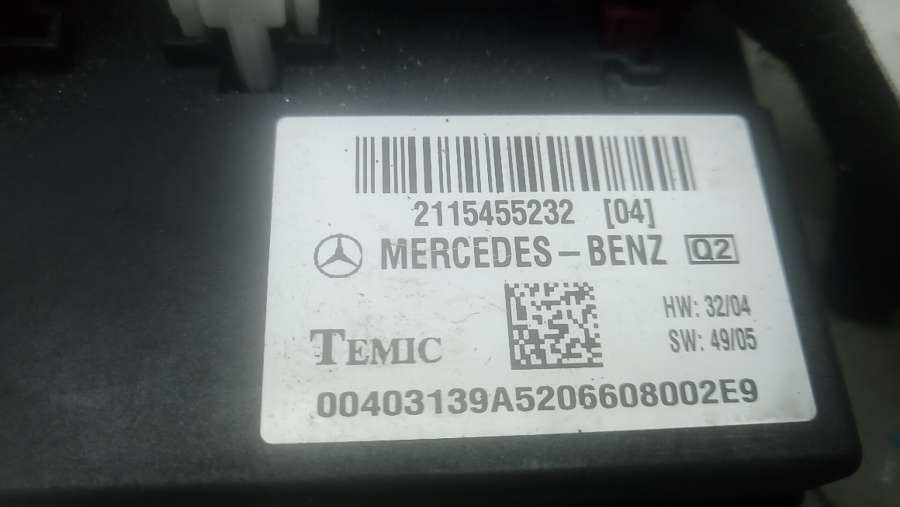 2115455232 [04]
MERCEDES-BENZ Q2
HW: 32/04
TEMIC
SW: 49/05
00403139A5206608002E9